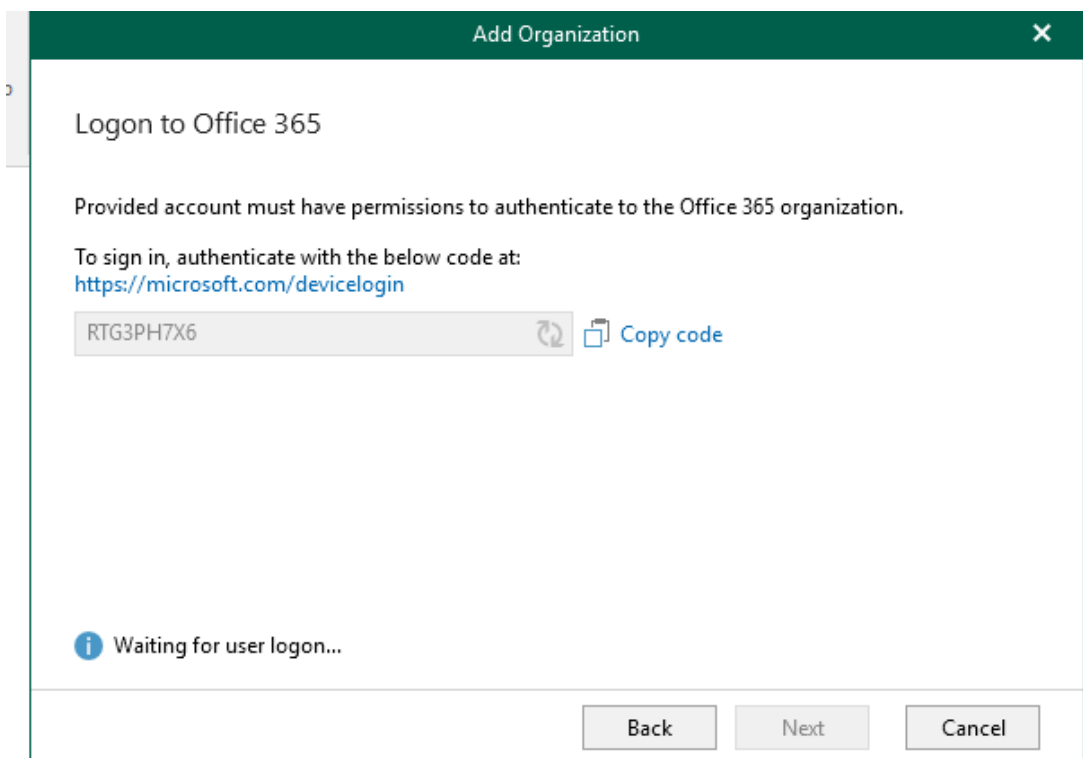 Add Organization
Logon to Office 365
Provided account must have permissions to authenticate to the Office 365 organization.
To sign in, authenticate with the below code at:
https://microsoft.com/devicelogin
RTG3PH7X6
Copy code
Waiting for user logon...
Back
Next
Cancel